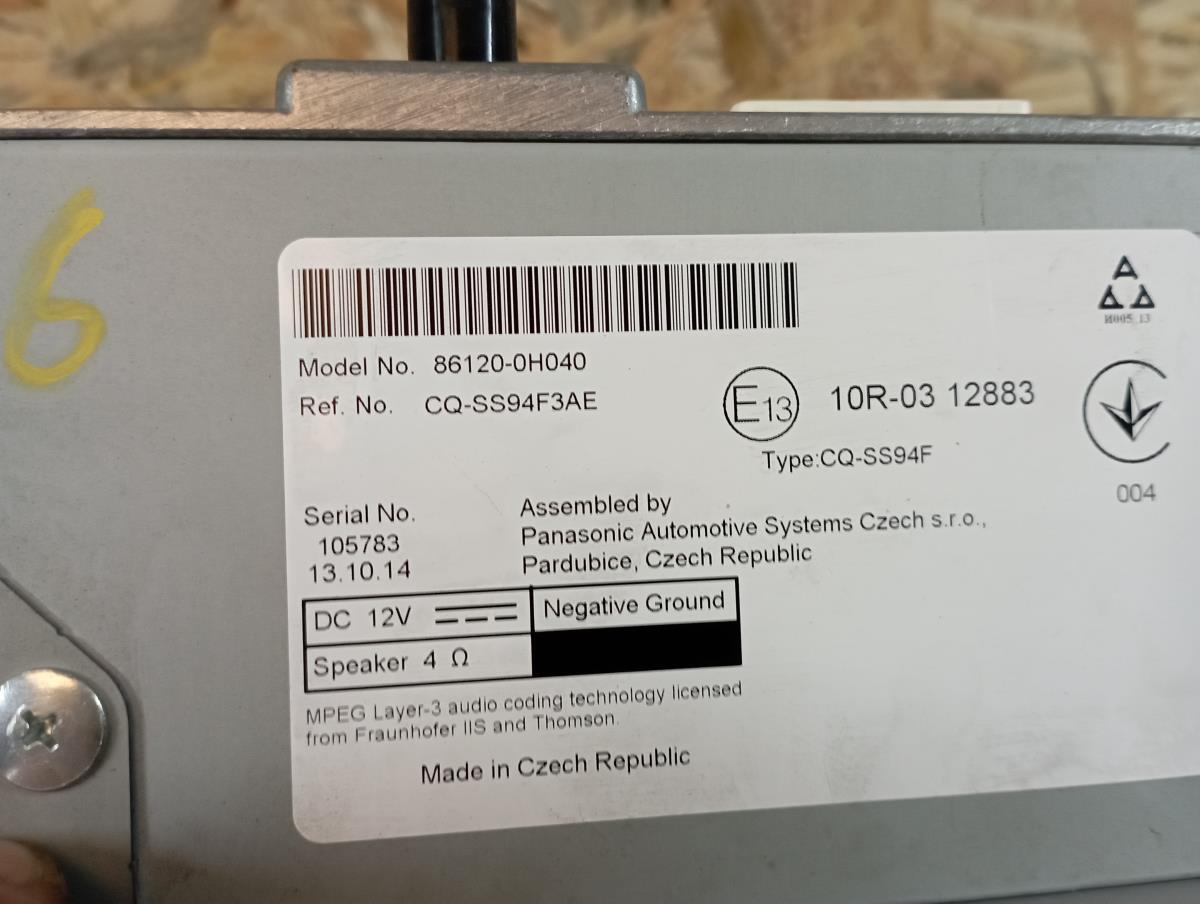 6
Model No. 86120-0H040
Ref. No. CQ-SS94F3AE
E13 10R-03 12883
Type:CQ-SS94F
004
Serial No.
105783
13.10.14
Assembled by
Panasonic Automotive Systems Czech s.r.o.,
Pardubice, Czech Republic
DC 12V
Negative Ground
Speaker 4 Ω
MPEG Layer-3 audio coding technology licensed
from Fraunhofer IIS and Thomson.
Made in Czech Republic